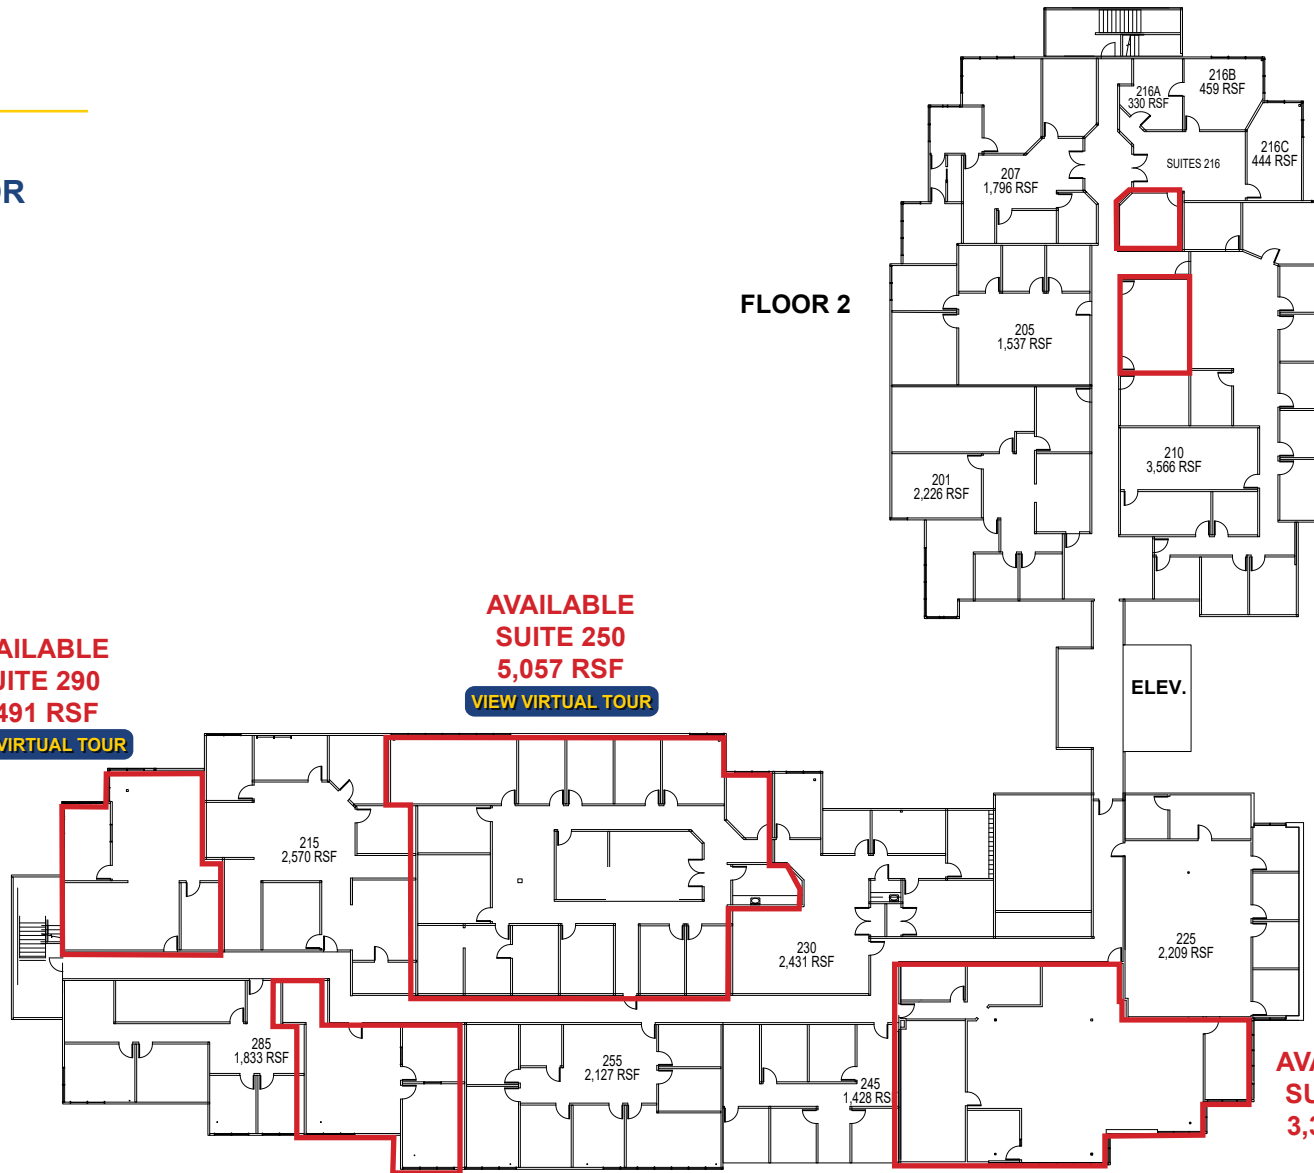 OR
FLOOR 2
216A
330 RSF
216B
459 RSF
216C
444 RSF
SUITES 216
207
1,796 RSF
205
1,537 RSF
201
2,226 RSF
210
3,566 RSF
ELEV.
AVAILABLE
SUITE 250
5,057 RSF
VIEW VIRTUAL TOUR
AILABLE
UITE 290
491 RSF
VIRTUAL TOUR
215
2,570 RSF
230
2,431 RSF
225
2,209 RSF
285
1,833 RSF
255
2,127 RSF
245
1,428 RS
AVA
SU
3,3